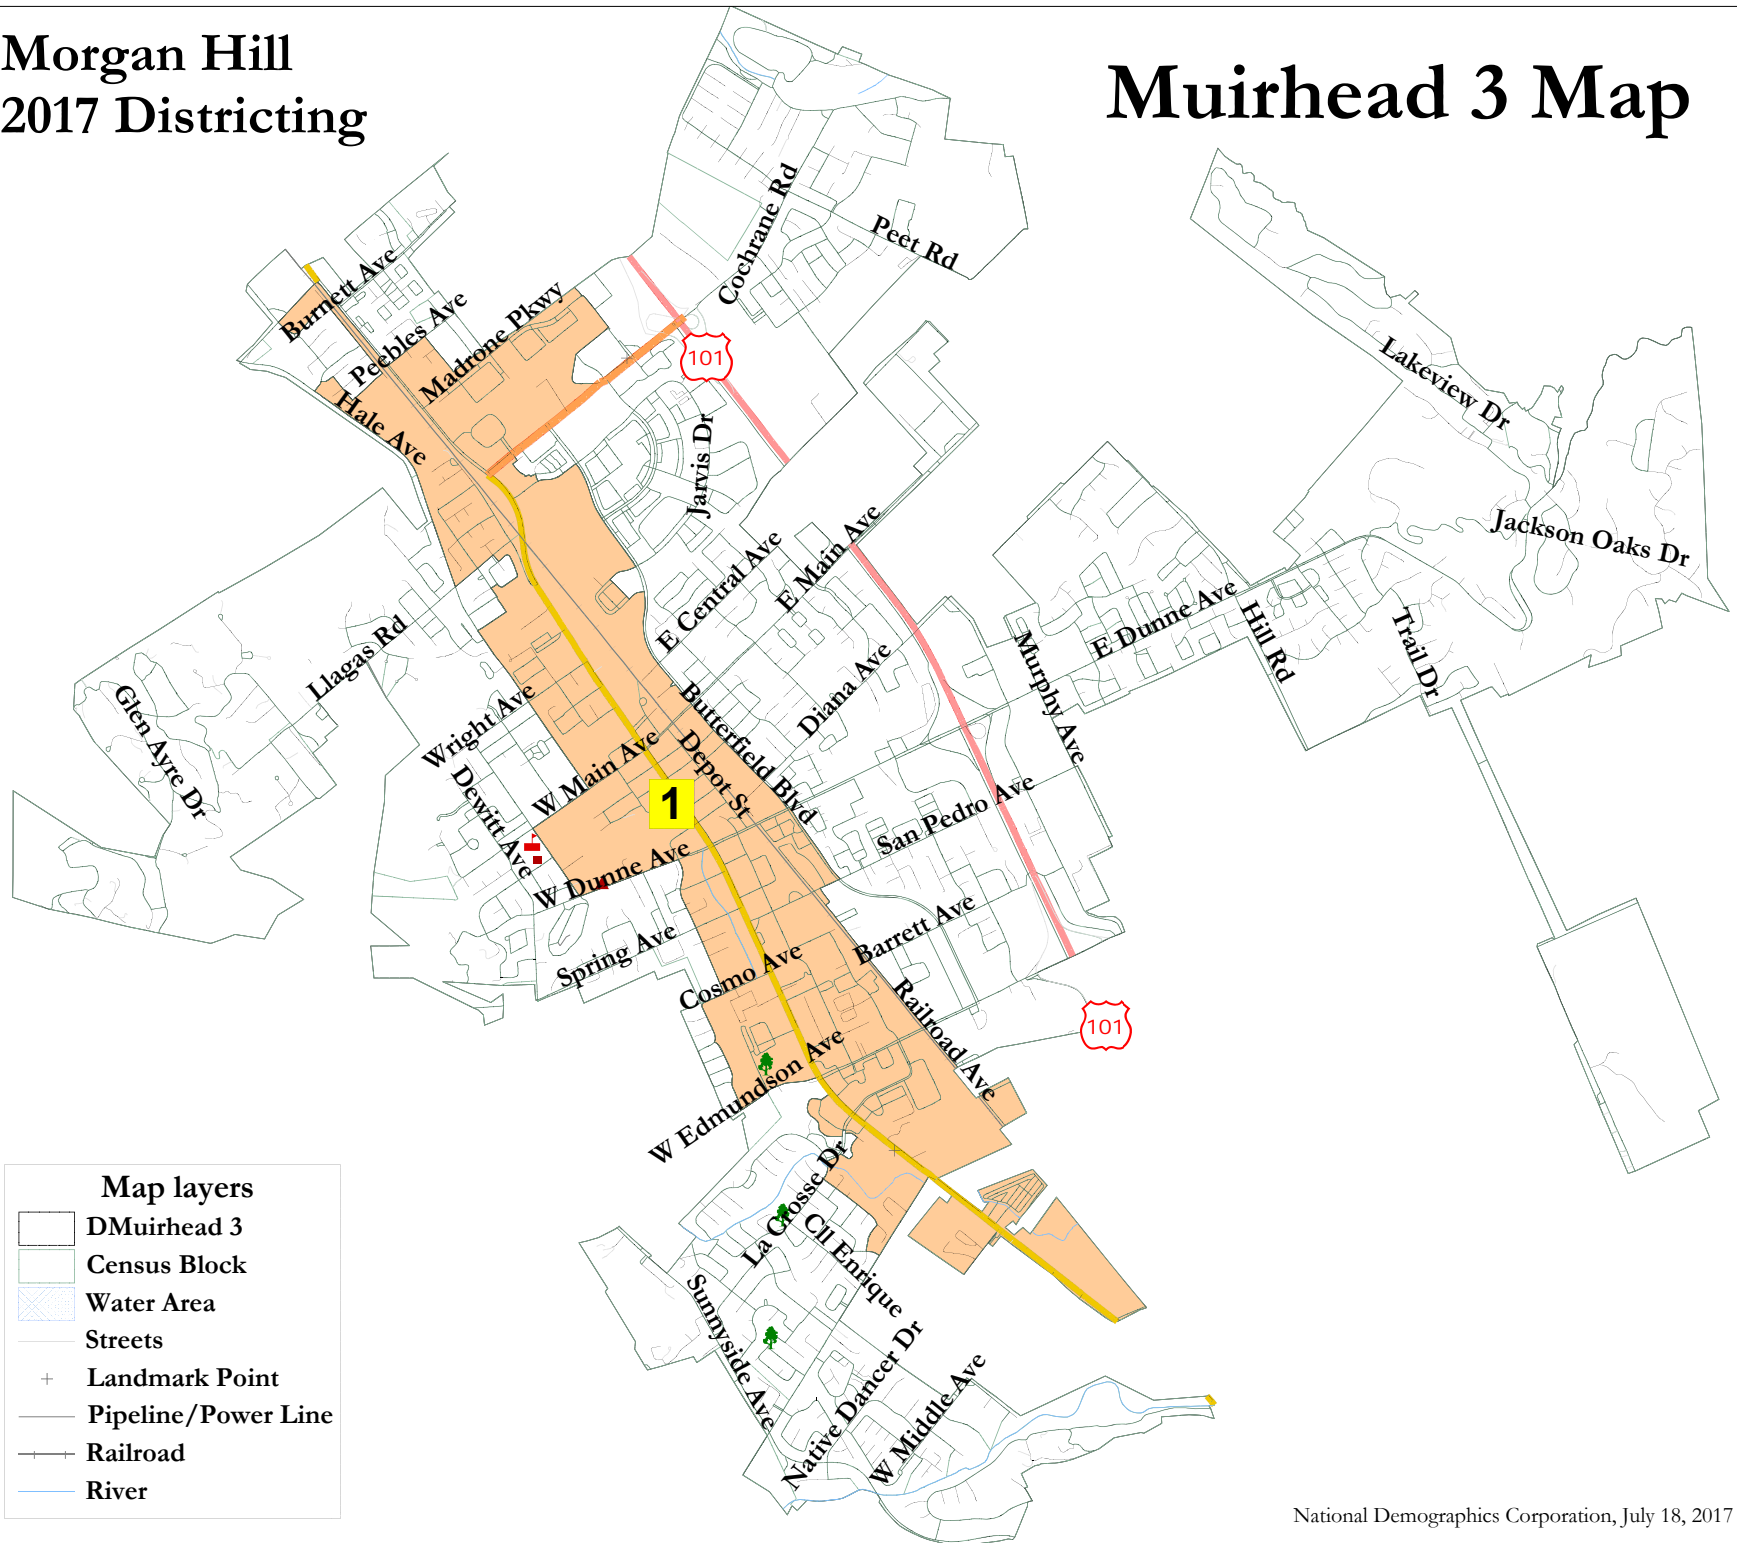 Morgan Hill
2017 Districting
Muirhead 3 Map
Cochrane Rd
Peet Rd
Burnett Ave
Peebles Ave
Madrone Pkwy
Hale Ave
101
Jarvis Dr
Lakeview Dr
Jackson Oaks Dr
E Central Ave
E Main Ave
Diana Ave
E Dunne Ave
Hill Rd
Trail Dr
Murphy Ave
Llagas Rd
Glen Ayre Dr
Wright Ave
Dewitt Ave
W Main Ave
Butterfield Blvd
Depot St
1
San Pedro Ave
W Dunne Ave
Spring Ave
Cosmo Ave
Barrett Ave
Railroad Ave
101
W Edmundson Ave
La Crosse Dr
Cll Enrique
Sunnyside Ave
Native Dancer Dr
W Middle Ave
Map layers
DMuirhead 3
Census Block
Water Area
Streets
Landmark Point
Pipeline/Power Line
Railroad
River
National Demographics Corporation, July 18, 2017